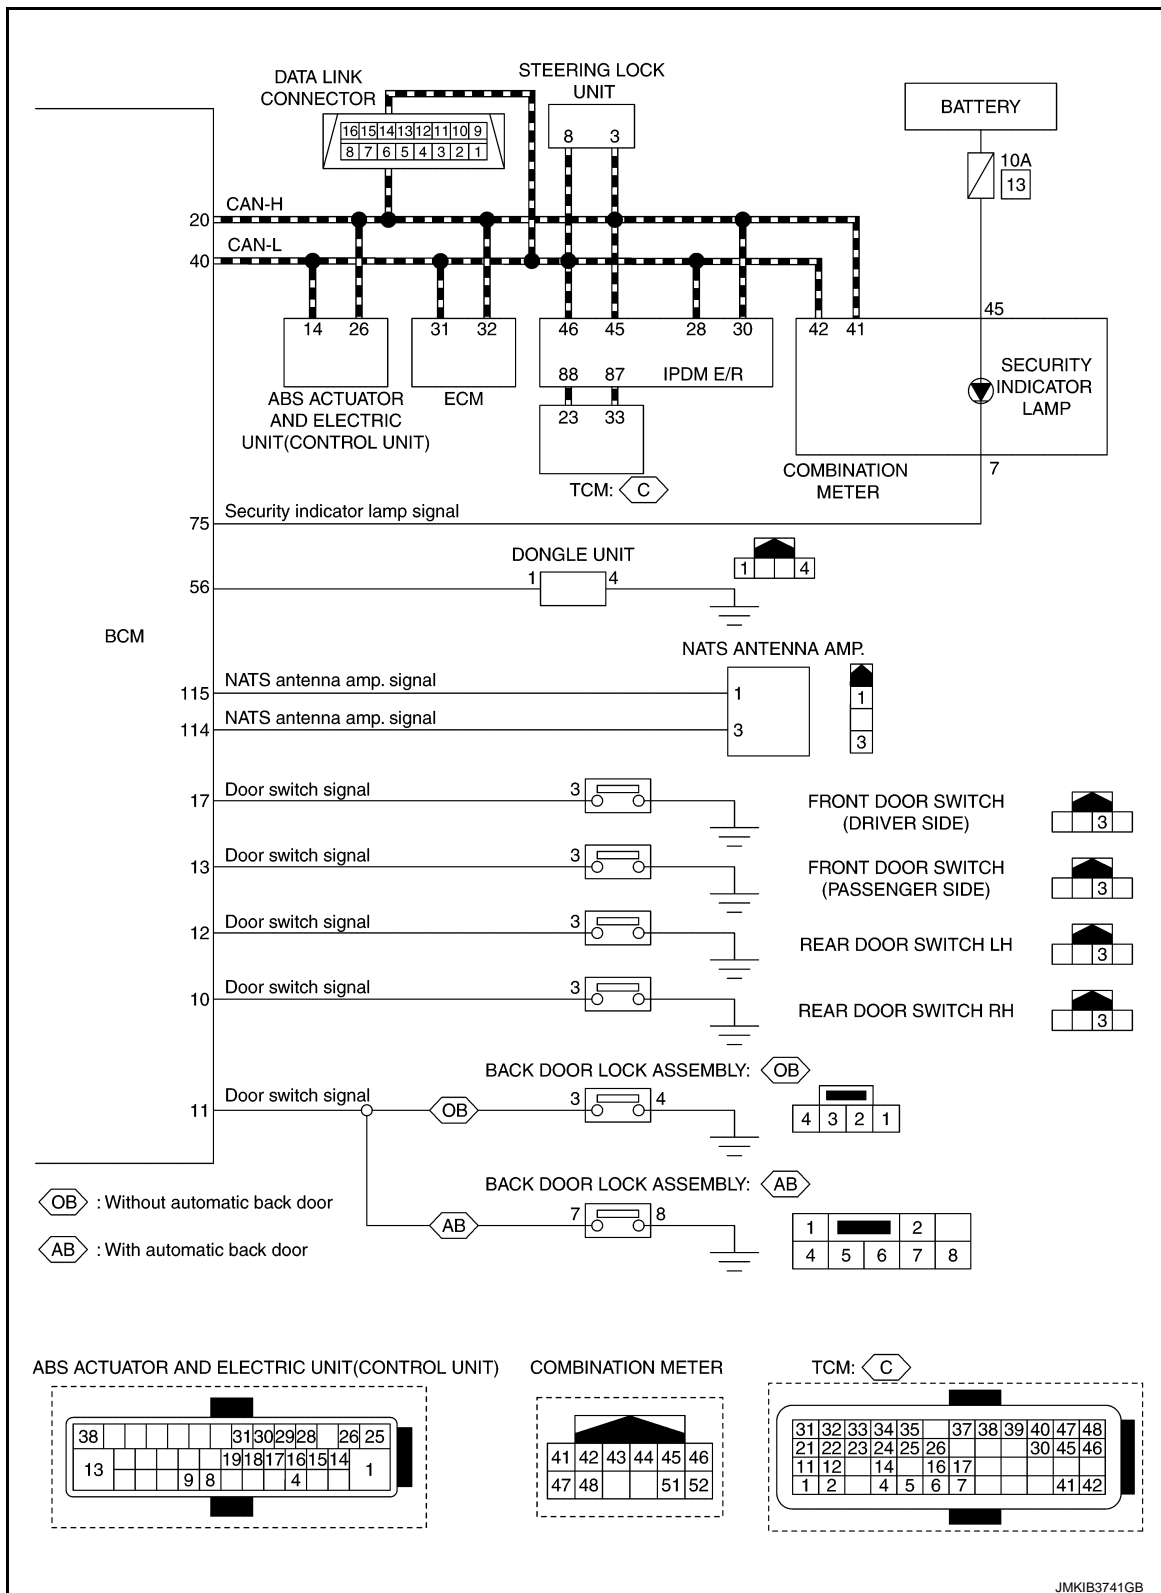 DATA LINK
CONNECTOR
STEERING LOCK
UNIT
BATTERY
16 15 14 13 12 11 10 9
8 7 6 5 4 3 2 1
8 3
10A
13
20 CAN-H
40 CAN-L
45
14 26
31 32
46 45 28 30
42 41
88 87 IPDM E/R
SECURITY
INDICATOR
LAMP
ABS ACTUATOR
AND ELECTRIC
UNIT(CONTROL UNIT)
ECM
23 33
TCM: C
COMBINATION
METER
7
75 Security indicator lamp signal
DONGLE UNIT
56 1 4
1 4
BCM
NATS ANTENNA AMP.
115 NATS antenna amp. signal 1
1
114 NATS antenna amp. signal 3
3
17 Door switch signal 3
FRONT DOOR SWITCH
(DRIVER SIDE)
3
13 Door switch signal 3
FRONT DOOR SWITCH
(PASSENGER SIDE)
3
12 Door switch signal 3
REAR DOOR SWITCH LH
3
10 Door switch signal 3
REAR DOOR SWITCH RH
3
BACK DOOR LOCK ASSEMBLY: OB
11 Door switch signal OB 3 4
4 3 2 1
BACK DOOR LOCK ASSEMBLY: AB
OB : Without automatic back door
AB 7 8
1 2
4 5 6 7 8
AB : With automatic back door
ABS ACTUATOR AND ELECTRIC UNIT(CONTROL UNIT)
38 31 30 29 28 26 25
13 19 18 17 16 15 14 1
9 8 4
COMBINATION METER
41 42 43 44 45 46
47 48 51 52
TCM: C
31 32 33 34 35 37 38 39 40 47 48
21 22 23 24 25 26 30 45 46
11 12 14 16 17
1 2 4 5 6 7 41 42
JMKIB3741GB